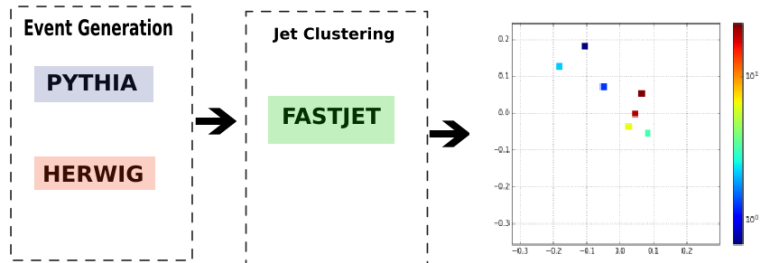 Event Generation
PYTHIA
HERWIG
Jet Clustering
FASTJET
0.2
0.1
0.0
−0.1
−0.2
−0.3
−0.3
−0.2
−0.1
0.0
0.1
0.2
10¹
10⁰